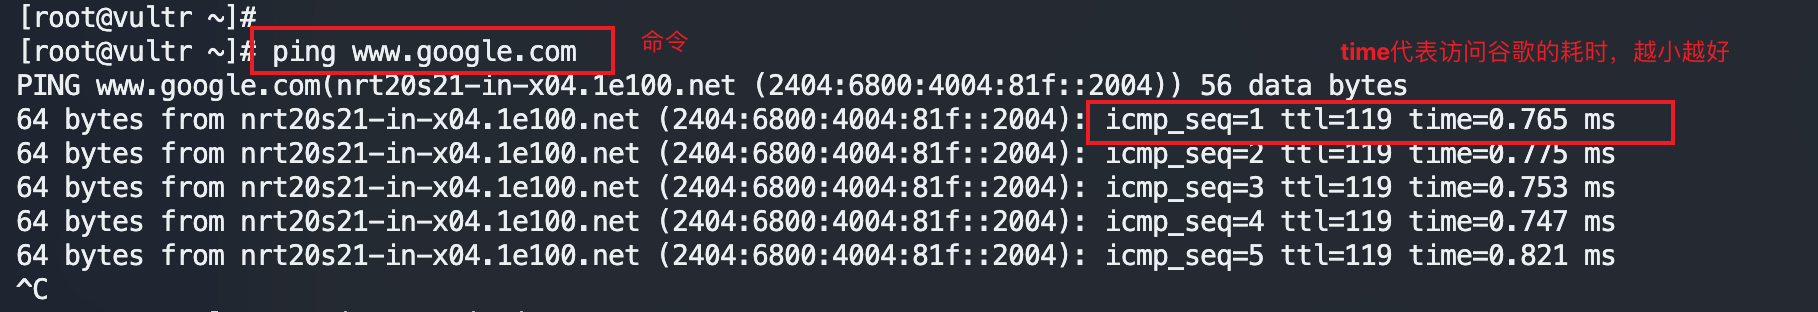 [root@vultr ~]#
[root@vultr ~]# ping www.google.com 命令
time代表访问谷歌的耗时，越小越好
PING www.google.com(nrt20s21-in-x04.1e100.net (2404:6800:4004:81f::2004)) 56 data bytes
64 bytes from nrt20s21-in-x04.1e100.net (2404:6800:4004:81f::2004): icmp_seq=1 ttl=119 time=0.765 ms
64 bytes from nrt20s21-in-x04.1e100.net (2404:6800:4004:81f::2004): icmp_seq=2 ttl=119 time=0.775 ms
64 bytes from nrt20s21-in-x04.1e100.net (2404:6800:4004:81f::2004): icmp_seq=3 ttl=119 time=0.753 ms
64 bytes from nrt20s21-in-x04.1e100.net (2404:6800:4004:81f::2004): icmp_seq=4 ttl=119 time=0.747 ms
64 bytes from nrt20s21-in-x04.1e100.net (2404:6800:4004:81f::2004): icmp_seq=5 ttl=119 time=0.821 ms
^C